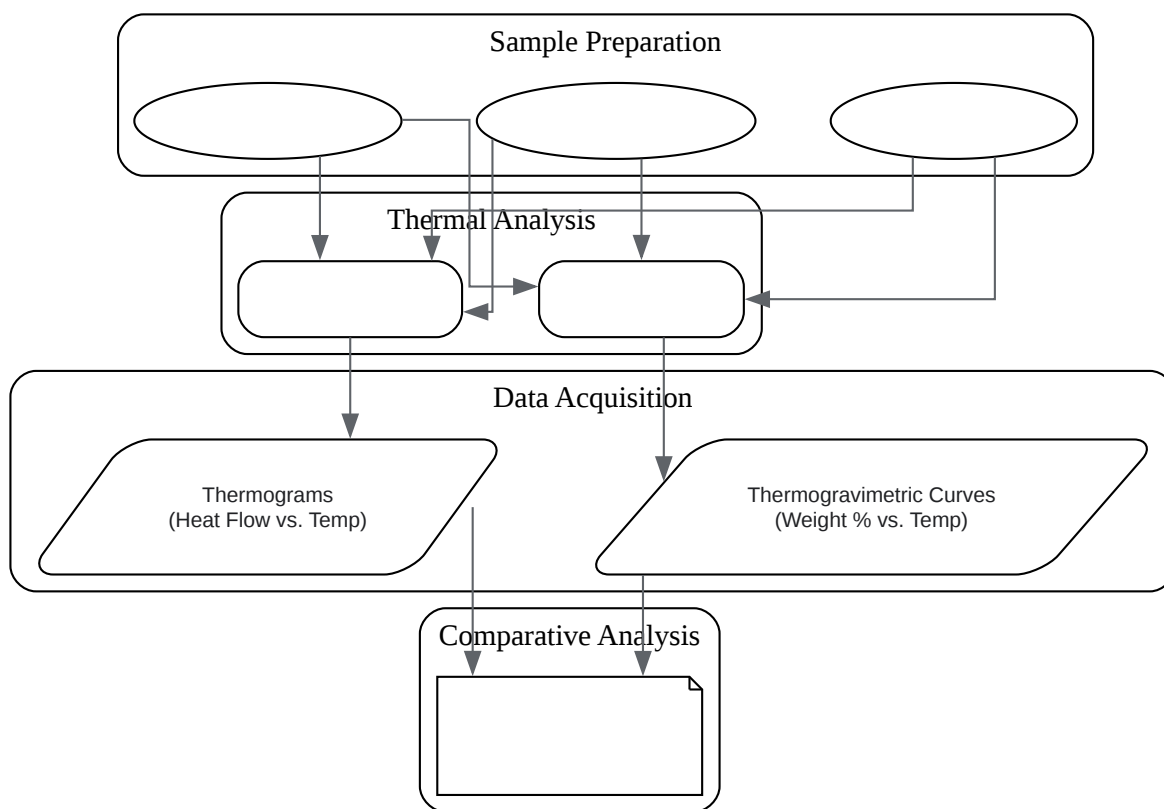 Sample Preparation
Thermal Analysis
Data Acquisition
Thermograms
(Heat Flow vs. Temp)
Thermogravimetric Curves
(Weight % vs. Temp)
Comparative Analysis